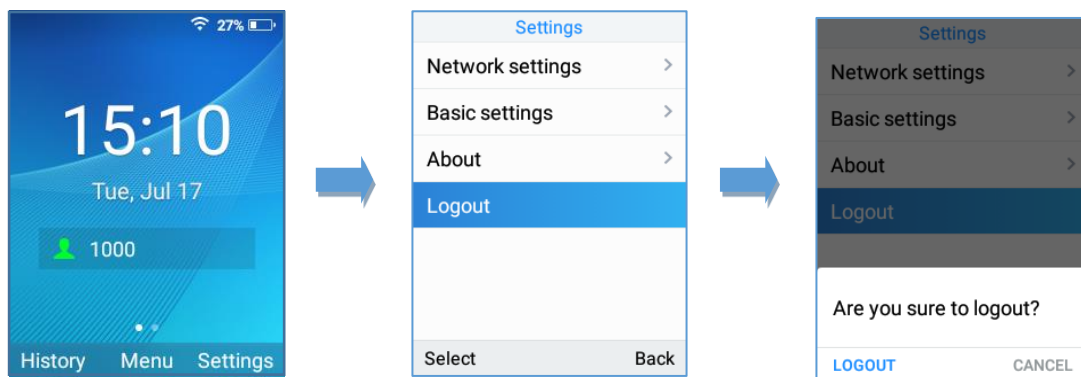 27%
15:10
Tue, Jul 17
1000
History Menu Settings
Settings
Network settings
Basic settings
About
Logout
Select Back
Settings
Network settings
Basic settings
About
Logout
Are you sure to logout?
LOGOUT CANCEL